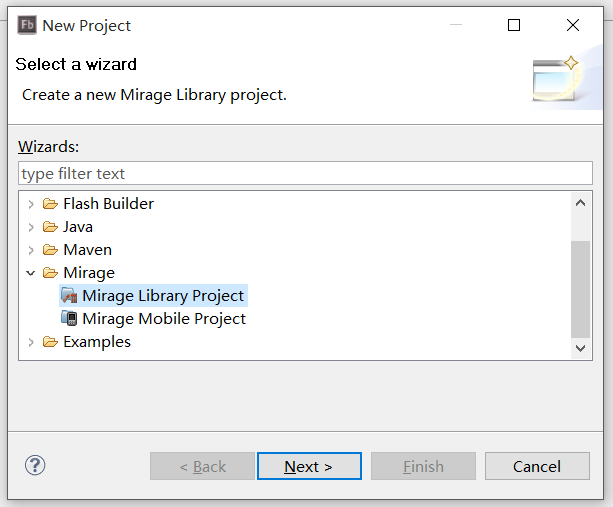 Fb New Project
Select a wizard
Create a new Mirage Library project.
Wizards:
type filter text
Flash Builder
Java
Maven
Mirage
Mirage Library Project
Mirage Mobile Project
Examples
? < Back Next > Finish Cancel